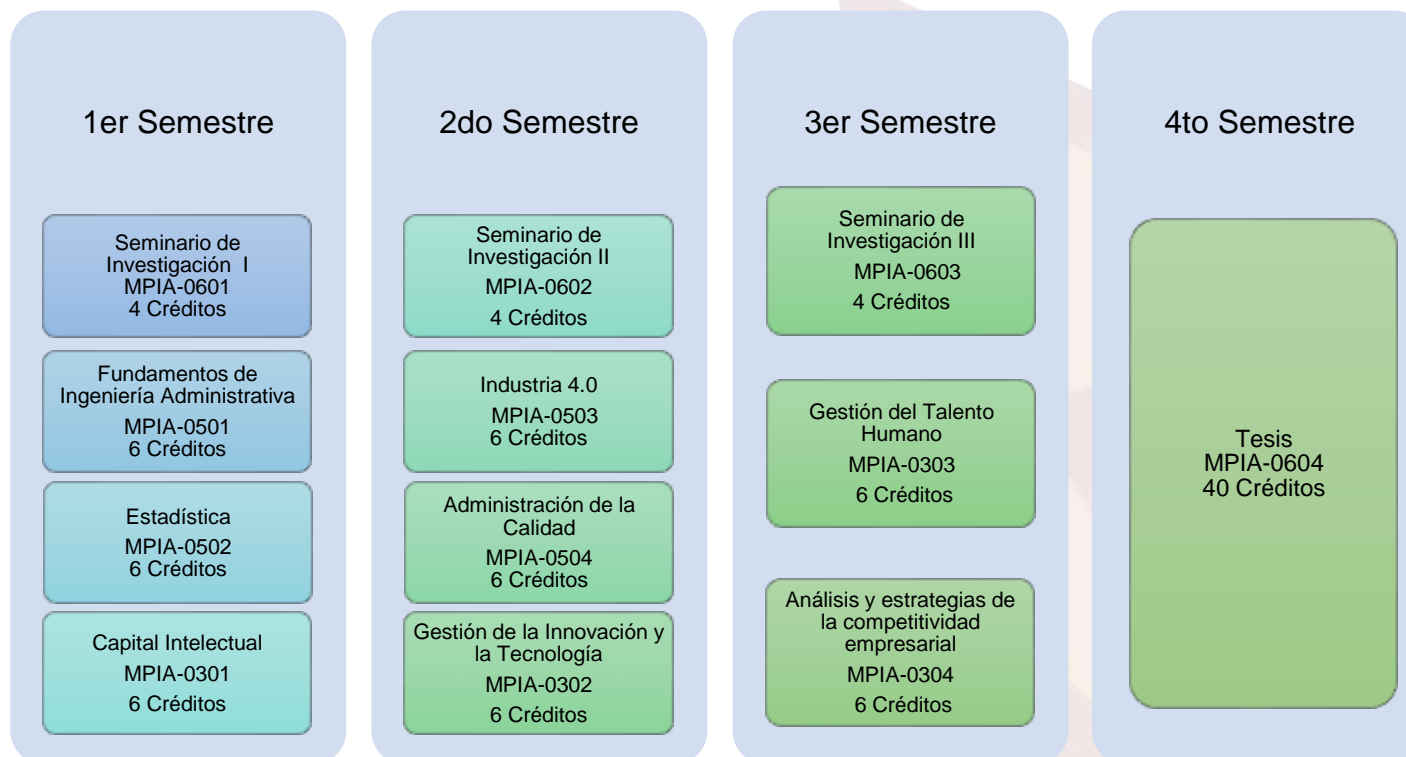 1er Semestre
Seminario de
Investigación I
MPIA-0601
4 Créditos
Fundamentos de
Ingeniería Administrativa
MPIA-0501
6 Créditos
Estadística
MPIA-0502
6 Créditos
Capital Intelectual
MPIA-0301
6 Créditos
2do Semestre
Seminario de
Investigación II
MPIA-0602
4 Créditos
Industria 4.0
MPIA-0503
6 Créditos
Administración de la
Calidad
MPIA-0504
6 Créditos
Gestión de la Innovación y
la Tecnología
MPIA-0302
6 Créditos
3er Semestre
Seminario de
Investigación III
MPIA-0603
4 Créditos
Gestión del Talento
Humano
MPIA-0303
6 Créditos
Análisis y estrategias de
la competitividad
empresarial
MPIA-0304
6 Créditos
4to Semestre
Tesis
MPIA-0604
40 Créditos